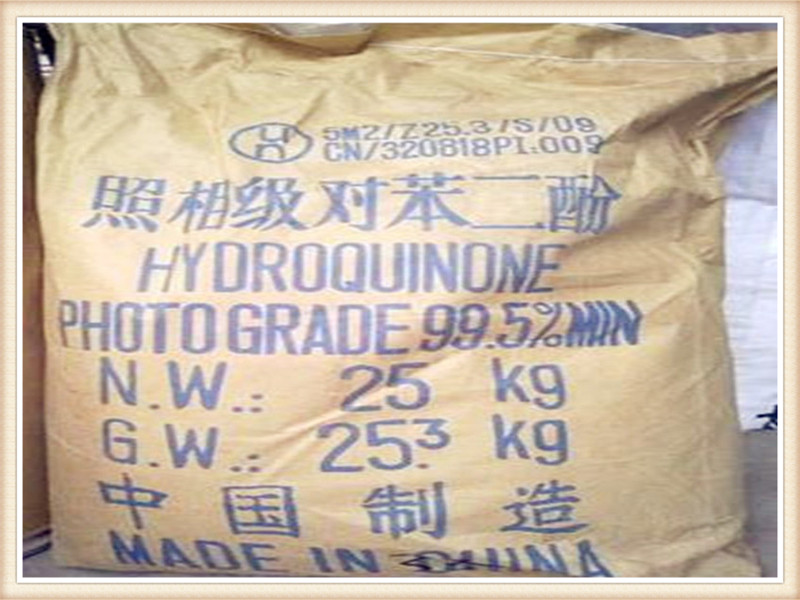 5M2/Z25.3/S/09
CN/320818PI:009
照相级对苯二酚
HYDROQUINONE
PHOTO GRADE 99.5%MIN
N.W.: 25 kg
G.W.: 25.3 kg
中国制造
MADE IN CHINA